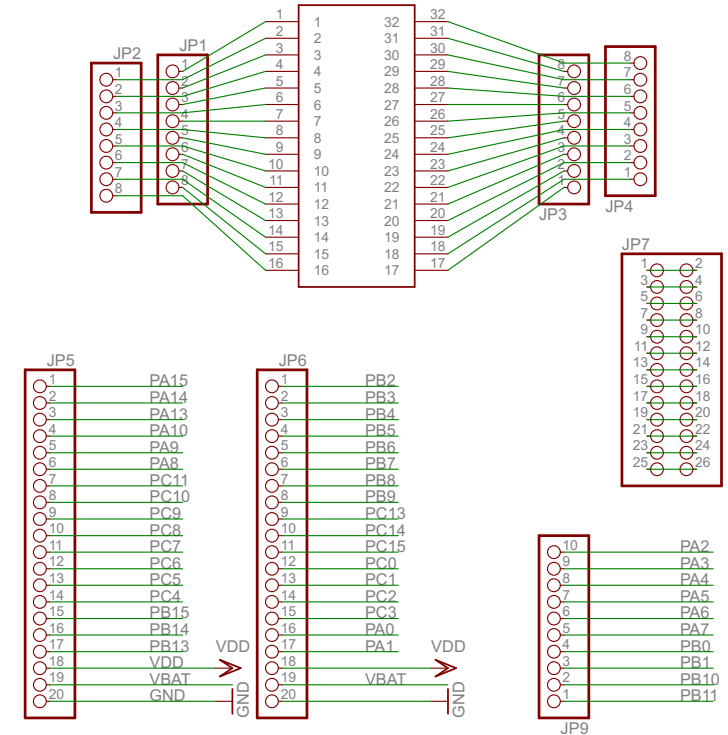 1 1 32 32
2 2 31 31
3 3 30 30
4 4 29 29
5 5 28 28
6 6 27 27
7 7 26 26
8 8 25 25
9 9 24 24
10 10 23 23
11 11 22 22
12 12 21 21
13 13 20 20
14 14 19 19
15 15 18 18
16 16 17 17
JP2
1
2
3
4
5
6
7
8
JP1
1
2
3
4
5
6
7
8
8
7
6
5
4
3
2
1
JP3
8
7
6
5
4
3
2
1
JP4
JP7
1 2
3 4
5 6
7 8
9 10
11 12
13 14
15 16
17 18
19 20
21 22
23 24
25 26
JP5
1 PA15
2 PA14
3 PA13
4 PA10
5 PA9
6 PA8
7 PC11
8 PC10
9 PC9
10 PC8
11 PC7
12 PC6
13 PC5
14 PC4
15 PB15
16 PB14
17 PB13
18 VDD
19 VBAT
20 GND
VDD
GND
JP6
1 PB2
2 PB3
3 PB4
4 PB5
5 PB6
6 PB7
7 PB8
8 PB9
9 PC13
10 PC14
11 PC15
12 PC0
13 PC1
14 PC2
15 PC3
16 PA0
17 PA1
18
19 VBAT
20
VDD
GND
10 PA2
9 PA3
8 PA4
7 PA5
6 PA6
5 PA7
4 PB0
3 PB1
2 PB10
1 PB11
JP9